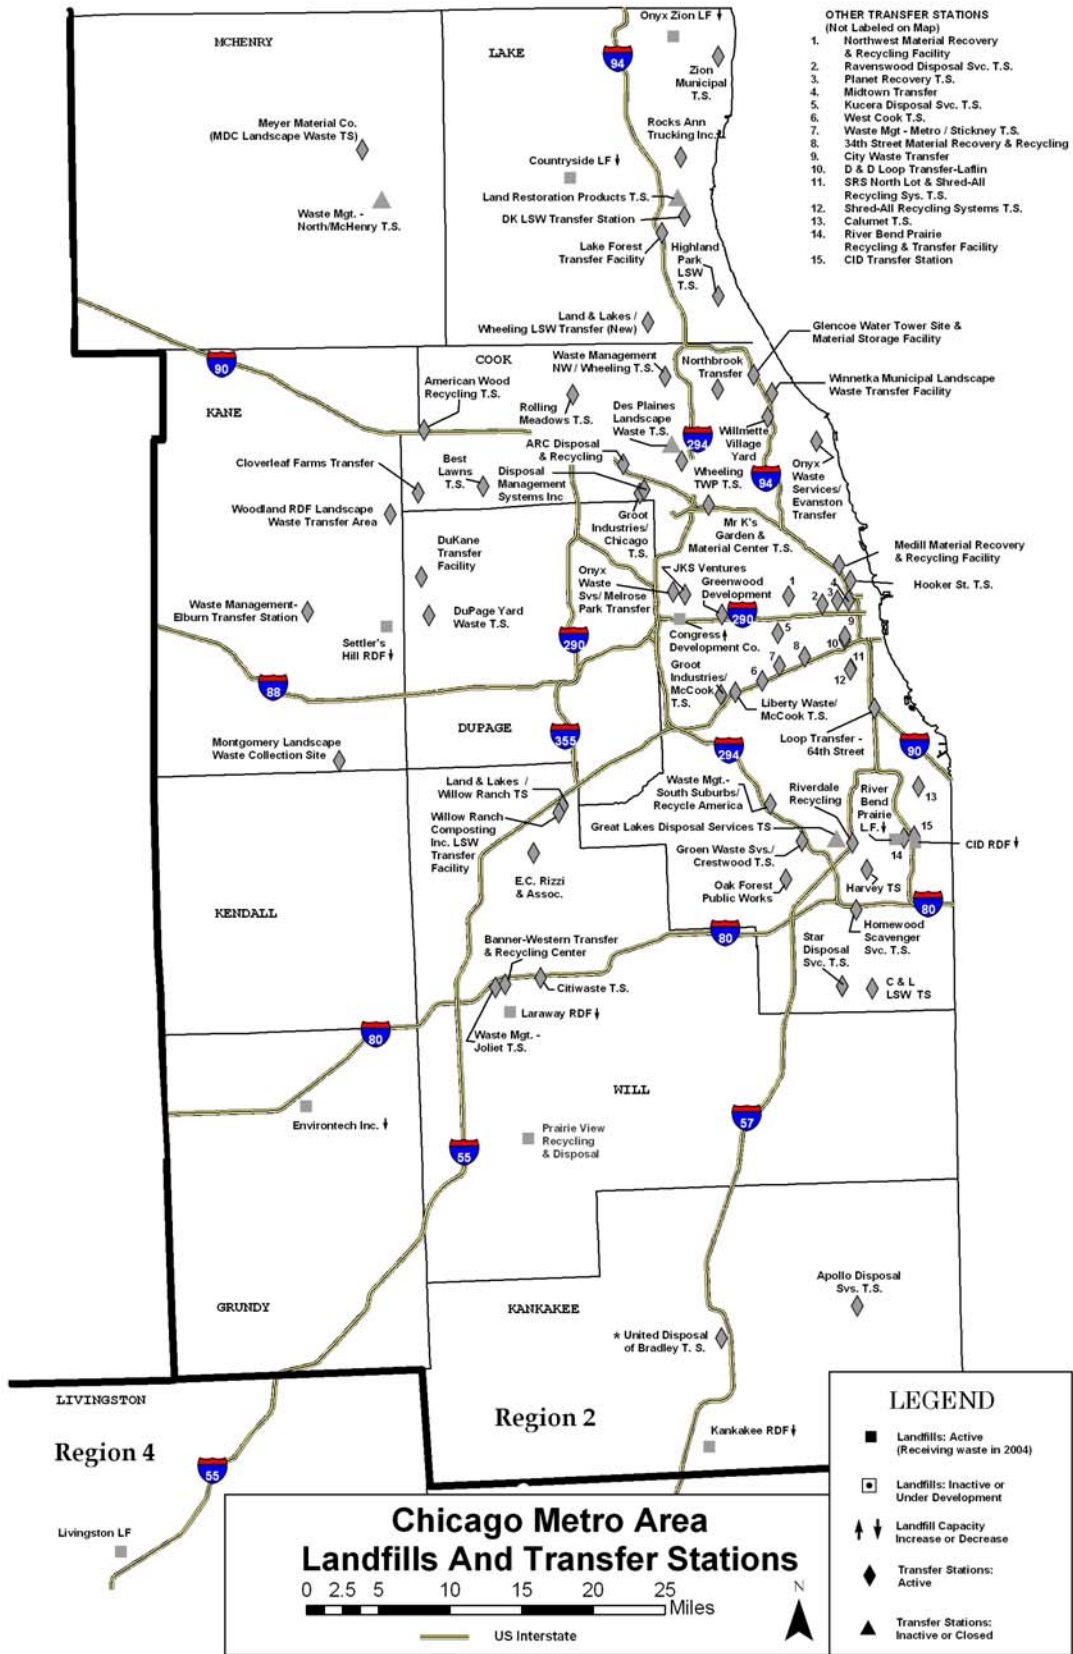 OTHER TRANSFER STATIONS
(Not Labeled on Map)
1. Northwest Material Recovery
& Recycling Facility
2. Ravenswood Disposal Svc. T.S.
3. Planet Recovery T.S.
4. Midtown Transfer
5. Kucera Disposal Svc. T.S.
6. West Cook T.S.
7. Waste Mgt - Metro / Stickney T.S.
8. 34th Street Material Recovery & Recycling
9. City Waste Transfer
10. D & D Loop Transfer-Laflin
11. SRS North Lot & Shred-All
Recycling Sys. T.S.
12. Shred-All Recycling Systems T.S.
13. Calumet T.S.
14. River Bend Prairie
Recycling & Transfer Facility
15. CID Transfer Station
Onyx Zion LF ↓
MCHENRY
LAKE
94
Zion
Municipal
T.S.
Meyer Material Co.
(MDC Landscape Waste TS)
Rocks Ann
Trucking Inc.
Countryside LF ↓
Land Restoration Products T.S.
Waste Mgt. -
North/McHenry T.S.
DK LSW Transfer Station
Lake Forest
Transfer Facility
Highland
Park
LSW
T.S.
Land & Lakes /
Wheeling LSW Transfer (New)
Glencoe Water Tower Site &
Material Storage Facility
90
COOK
Waste Management
NW / Wheeling T.S.
Northbrook
Transfer
American Wood
Recycling T.S.
Winnetka Municipal Landscape
Waste Transfer Facility
KANE
Rolling
Meadows T.S.
Des Plaines
Landscape
Waste T.S.
294
Willmette
Village
Yard
ARC Disposal
& Recycling
Cloverleaf Farms Transfer
Best
Lawns
T.S.
Disposal
Management
Systems Inc
Wheeling
TWP T.S.
94
Onyx
Waste
Services/
Evanston
Transfer
Woodland RDF Landscape
Waste Transfer Area
Groot
Industries/
Chicago
T.S.
Mr K's
Garden &
Material Center T.S.
DuKane
Transfer
Facility
Medill Material Recovery
& Recycling Facility
Onyx
Waste
Svs/ Melrose
Park Transfer
JKS Ventures
Greenwood
Development
1
4
Hooker St. T.S.
2
3
Waste Management-
Elburn Transfer Station
DuPage Yard
Waste T.S.
290
Settler's
Hill RDF ↓
290
Congress ↑
Development Co.
5
9
10
8
7
11
12
6
Groot
Industries/
McCook
T.S.
88
Liberty Waste/
McCook T.S.
DUPAGE
355
Montgomery Landscape
Waste Collection Site
294
Loop Transfer -
64th Street
90
Land & Lakes /
Willow Ranch TS
Waste Mgt.-
South Suburbs/
Recycle America
Riverdale
Recycling
River
Bend
Prairie
L.F. ↓
13
Willow Ranch
Composting
Inc. LSW
Transfer
Facility
Great Lakes Disposal Services TS
15
14
CID RDF ↓
Groen Waste Svs./
Crestwood T.S.
E.C. Rizzi
& Assoc.
Oak Forest
Public Works
Harvey TS
KENDALL
80
80
Homewood
Scavenger
Svc. T.S.
Star
Disposal
Svc. T.S.
Banner-Western Transfer
& Recycling Center
Citiwaste T.S.
C & L
LSW TS
Laraway RDF ↓
80
Waste Mgt. -
Joliet T.S.
WILL
Environtech Inc. ↓
57
Prairie View
Recycling
& Disposal
55
GRUNDY
Apollo Disposal
Svs. T.S.
KANKAKEE
* United Disposal
of Bradley T. S.
LIVINGSTON
Region 2
Kankakee RDF ↓
Region 4
55
Livingston LF
LEGEND
Landfills: Active
(Receiving waste in 2004)
Landfills: Inactive or
Under Development
Landfill Capacity
Increase or Decrease
Transfer Stations:
Active
Transfer Stations:
Inactive or Closed
Chicago Metro Area
Landfills And Transfer Stations
0 2.5 5 10 15 20 25
Miles
N
US Interstate